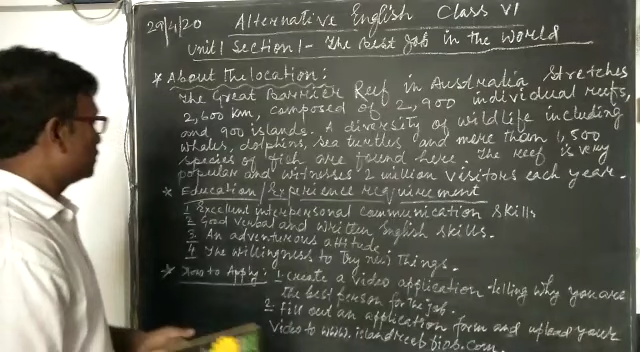 29/4/20 Alternative English Class VI
Unit 1 Section 1 - The Best Job in the World
* About the location:
The Great Barrier Reef in Australia stretches
2,600 km, composed of 2,900 individual reefs,
and 900 islands. A diversity of wildlife including
whales, dolphins, sea turtles and more than 1,500
species of fish are found here. The reef is very
popular and witnesses 2 million visitors each year.
* Education/Experience requirement
1. Excellent interpersonal communication skills
2. Good verbal and written English skills.
3. An adventurous attitude.
4. The willingness to try new things.
* How to Apply: 1. Create a video application telling why you are
the best person for the job.
2. Fill out an application form and upload your
video to www.islandreefjobs.com.